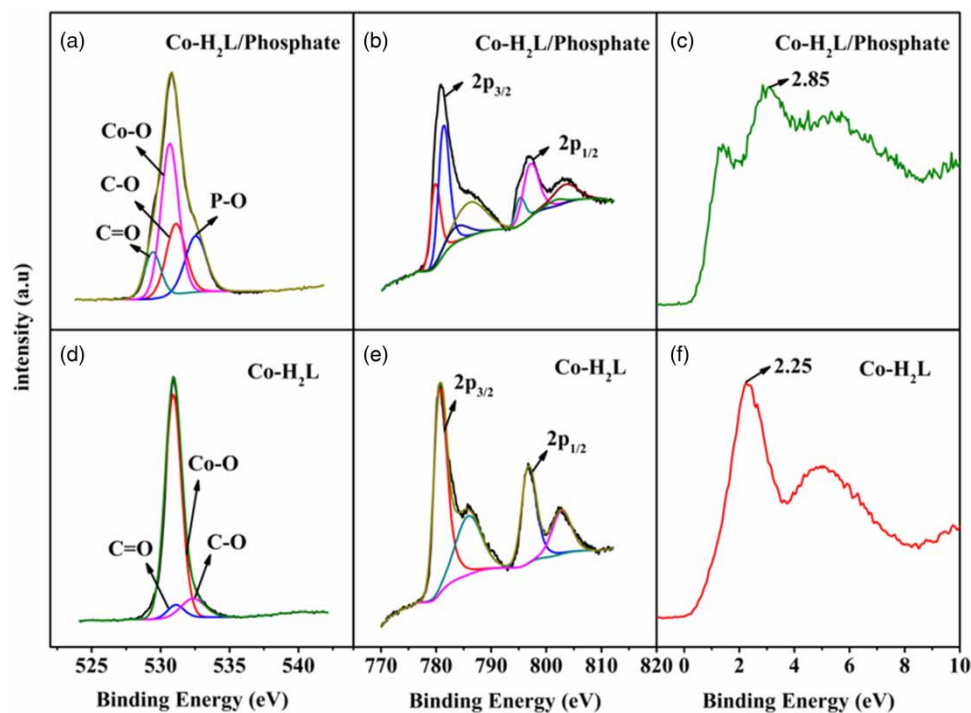 (a) Co-H₂L/Phosphate
Co-O
C-O
C=O
P-O
(b) Co-H₂L/Phosphate
2p₃/₂
2p₁/₂
(c) Co-H₂L/Phosphate
2.85
intensity (a.u)
(d) Co-H₂L
Co-O
C=O
C-O
(e) Co-H₂L
2p₃/₂
2p₁/₂
(f) Co-H₂L
2.25
525 530 535 540
Binding Energy (eV)
770 780 790 800 810 820
Binding Energy (eV)
0 2 4 6 8 10
Binding Energy (eV)